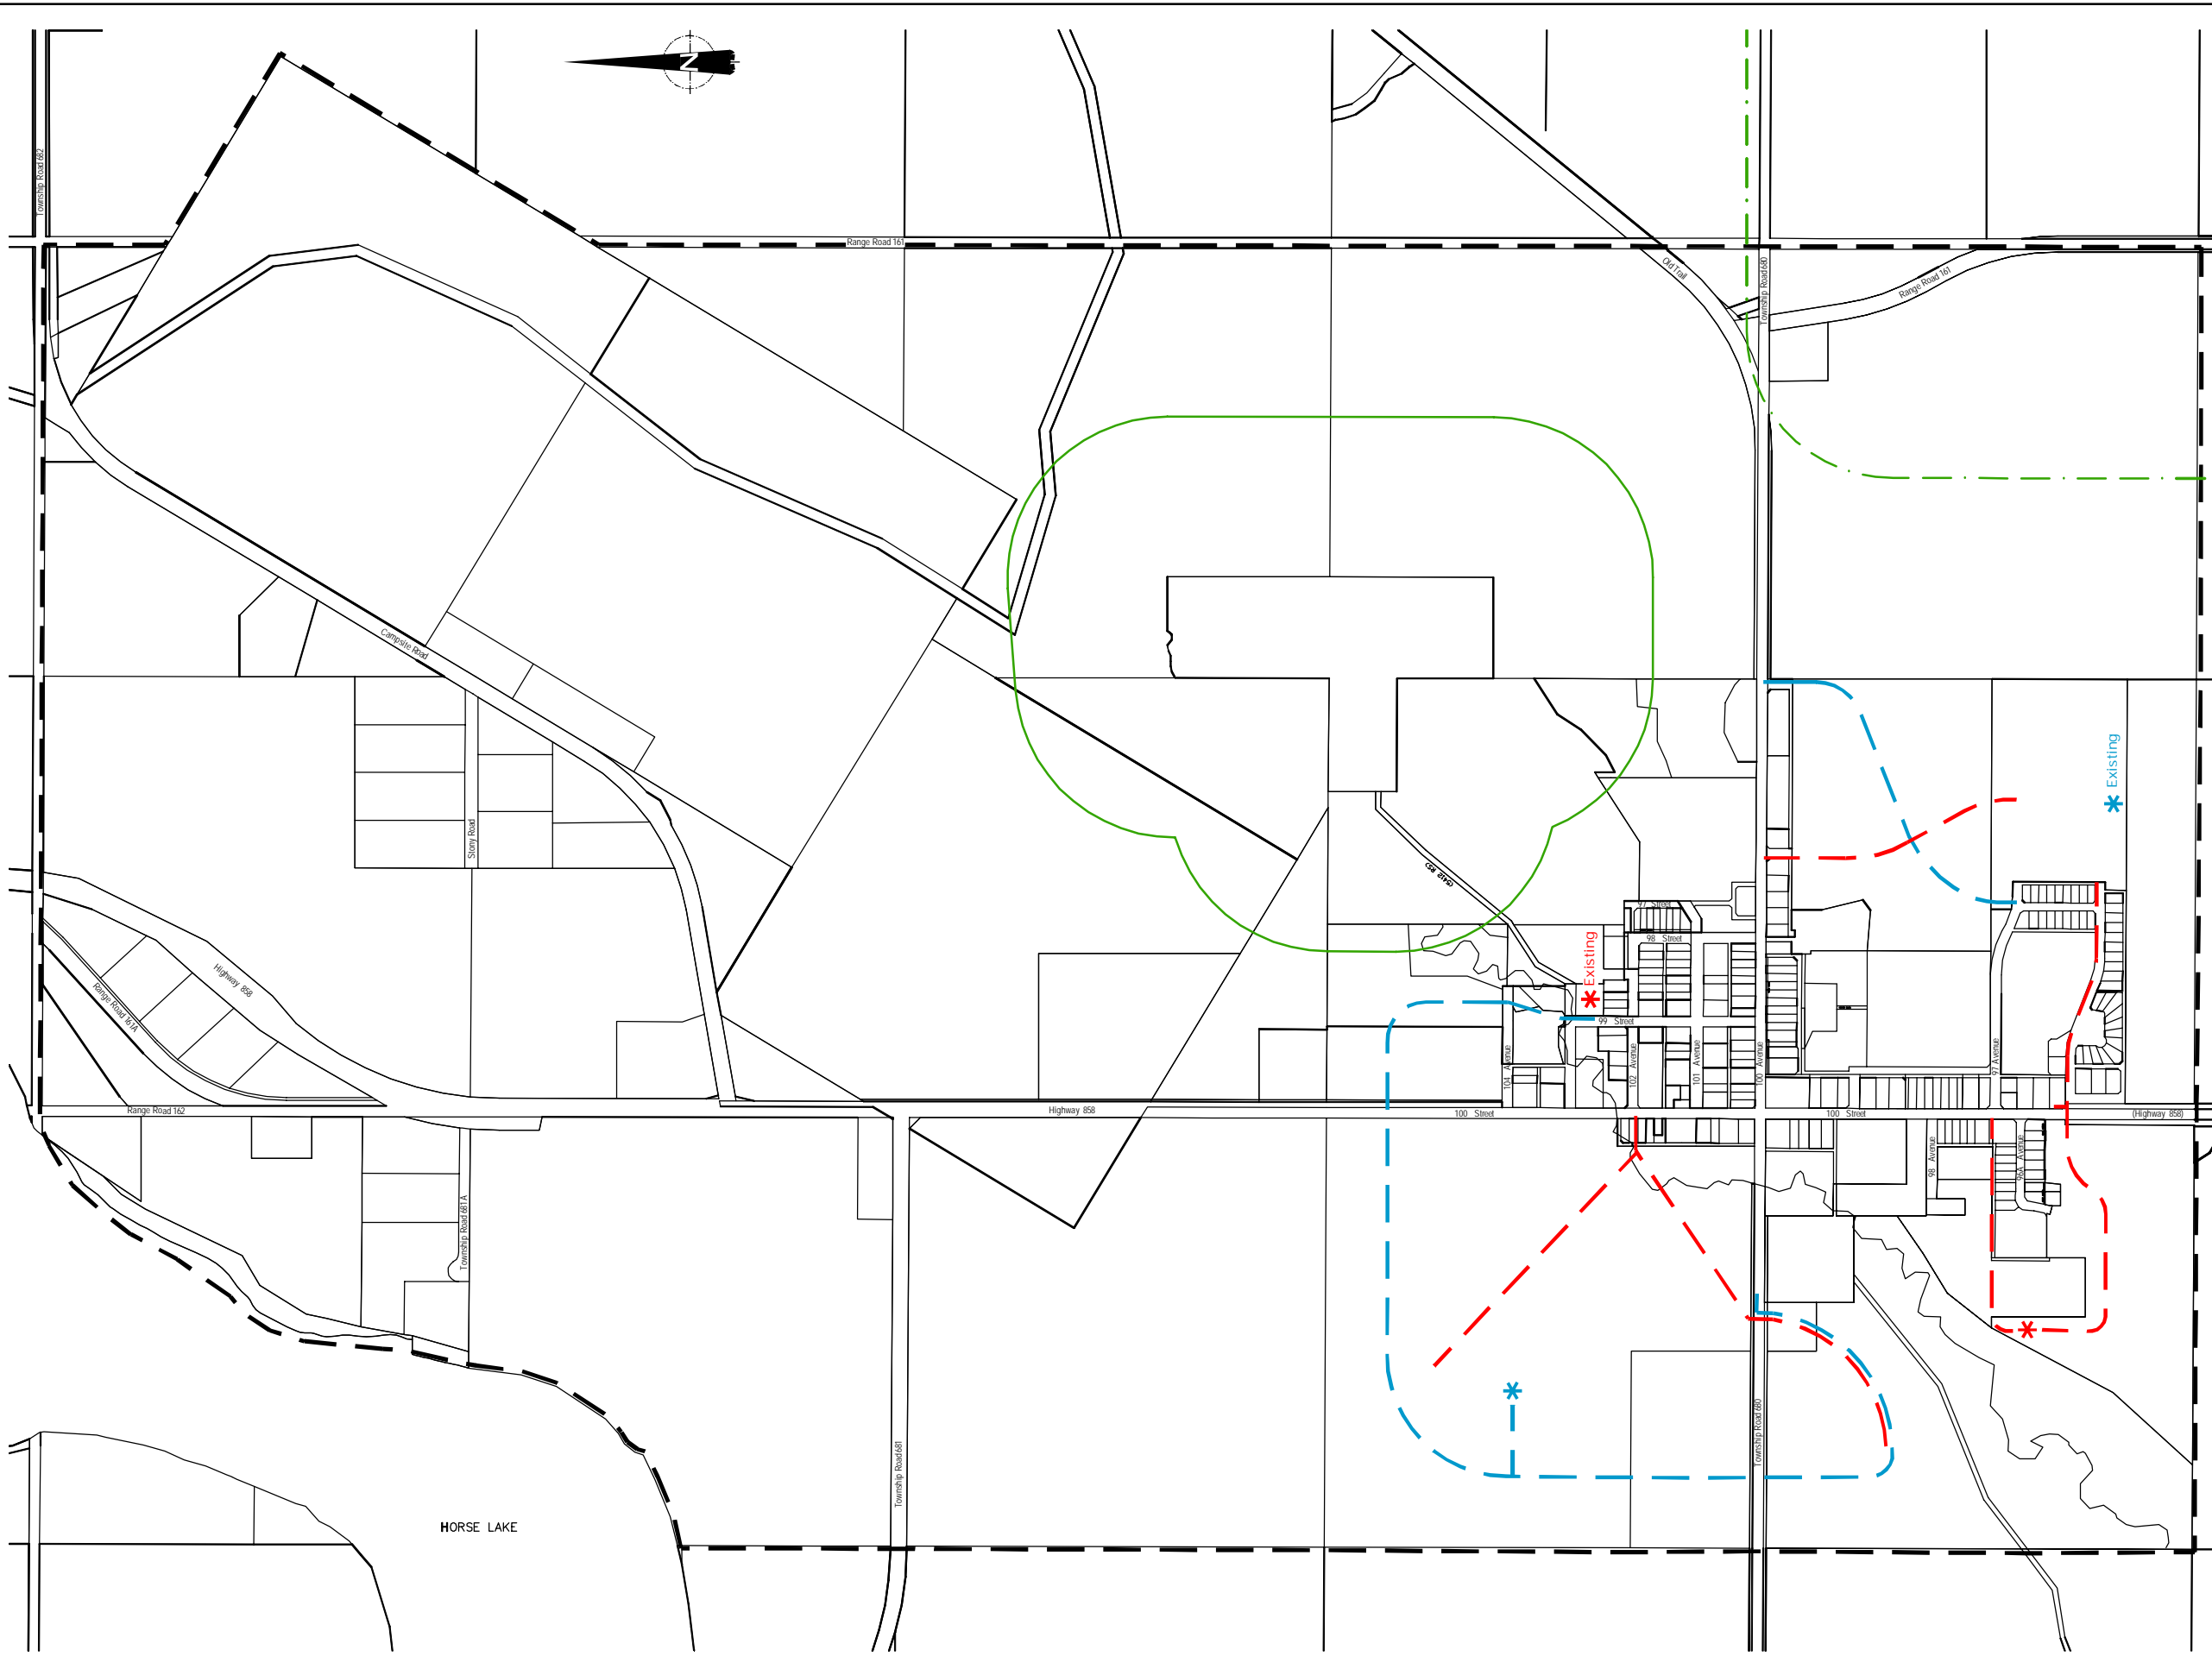 N
Township Road 682
Range Road 161
Old Trail
Township Road 680
Range Road 161
Campsite Road
Existing
Stony Road
97 Street
98 Street
Existing
Highway 858
Range Road 161A
99 Street
104 Avenue
102 Avenue
101 Avenue
100 Avenue
97 Avenue
Range Road 162
Highway 858
100 Street
100 Street
(Highway 858)
98 Avenue
96A Avenue
Township Road 681A
Township Road 681
Township Road 680
HORSE LAKE